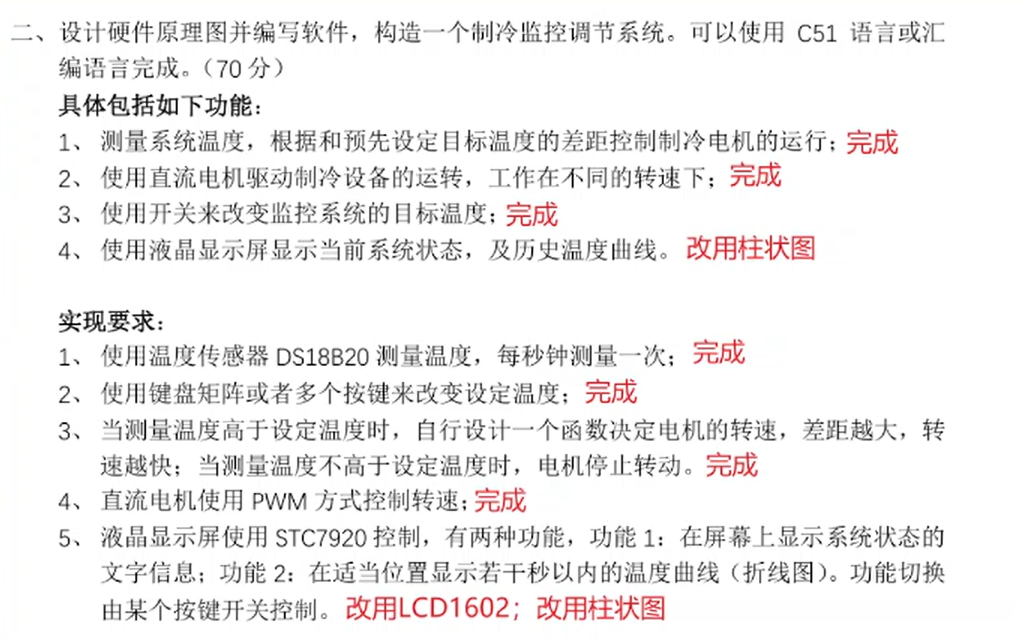 二、设计硬件原理图并编写软件，构造一个制冷监控调节系统。可以使用 C51 语言或汇
编语言完成。（70 分）
具体包括如下功能：
1、 测量系统温度，根据和预先设定目标温度的差距控制制冷电机的运行；完成
2、 使用直流电机驱动制冷设备的运转，工作在不同的转速下；完成
3、 使用开关来改变监控系统的目标温度；完成
4、 使用液晶显示屏显示当前系统状态，及历史温度曲线。 改用柱状图
实现要求：
1、 使用温度传感器 DS18B20 测量温度，每秒钟测量一次；完成
2、 使用键盘矩阵或者多个按键来改变设定温度；完成
3、 当测量温度高于设定温度时，自行设计一个函数决定电机的转速，差距越大，转
速越快；当测量温度不高于设定温度时，电机停止转动。完成
4、 直流电机使用 PWM 方式控制转速；完成
5、 液晶显示屏使用 STC7920 控制，有两种功能，功能 1：在屏幕上显示系统状态的
文字信息；功能 2：在适当位置显示若干秒以内的温度曲线（折线图）。功能切换
由某个按键开关控制。 改用LCD1602；改用柱状图